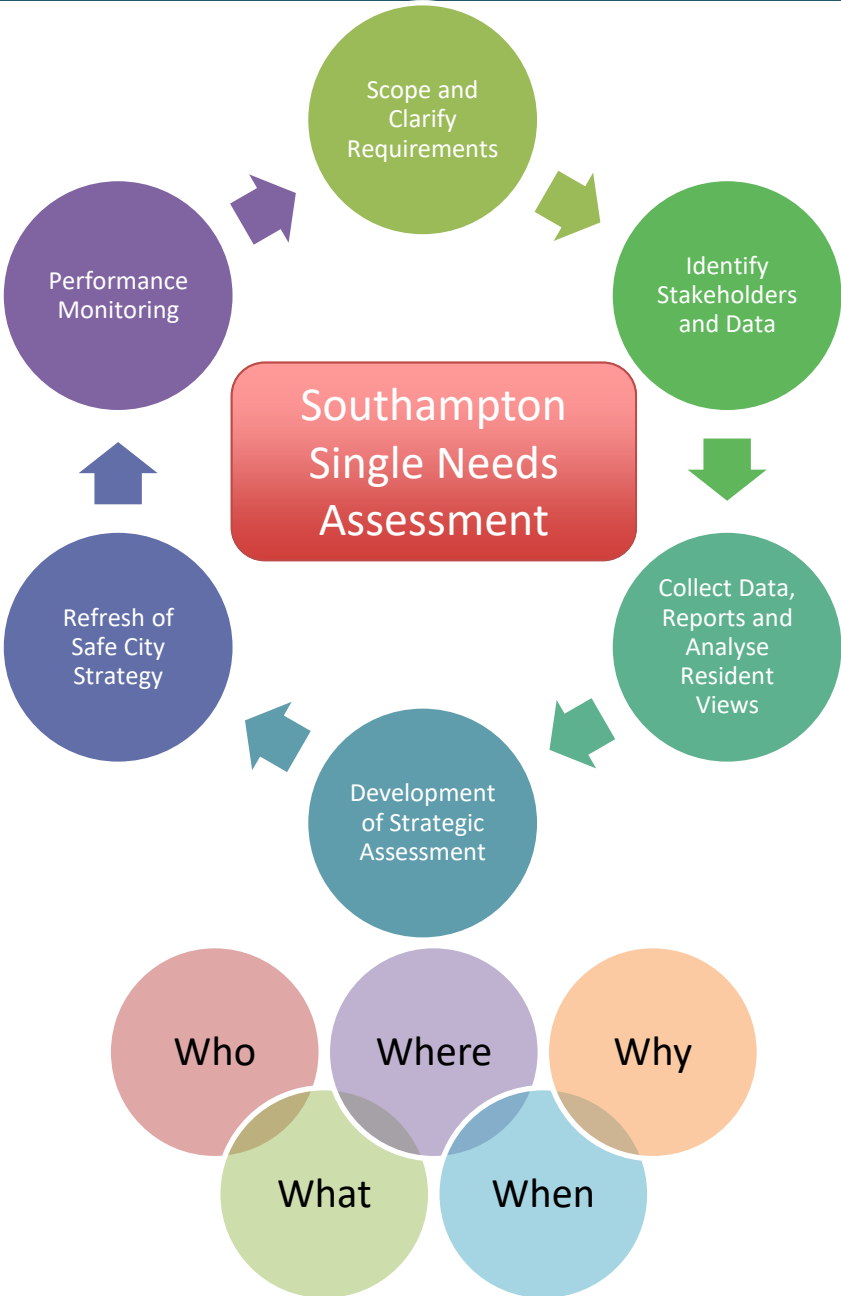 Scope and
Clarify
Requirements
Identify
Stakeholders
and Data
Collect Data,
Reports and
Analyse
Resident
Views
Development
of Strategic
Assessment
Refresh of
Safe City
Strategy
Performance
Monitoring
Southampton
Single Needs
Assessment
Who
Where
Why
What
When